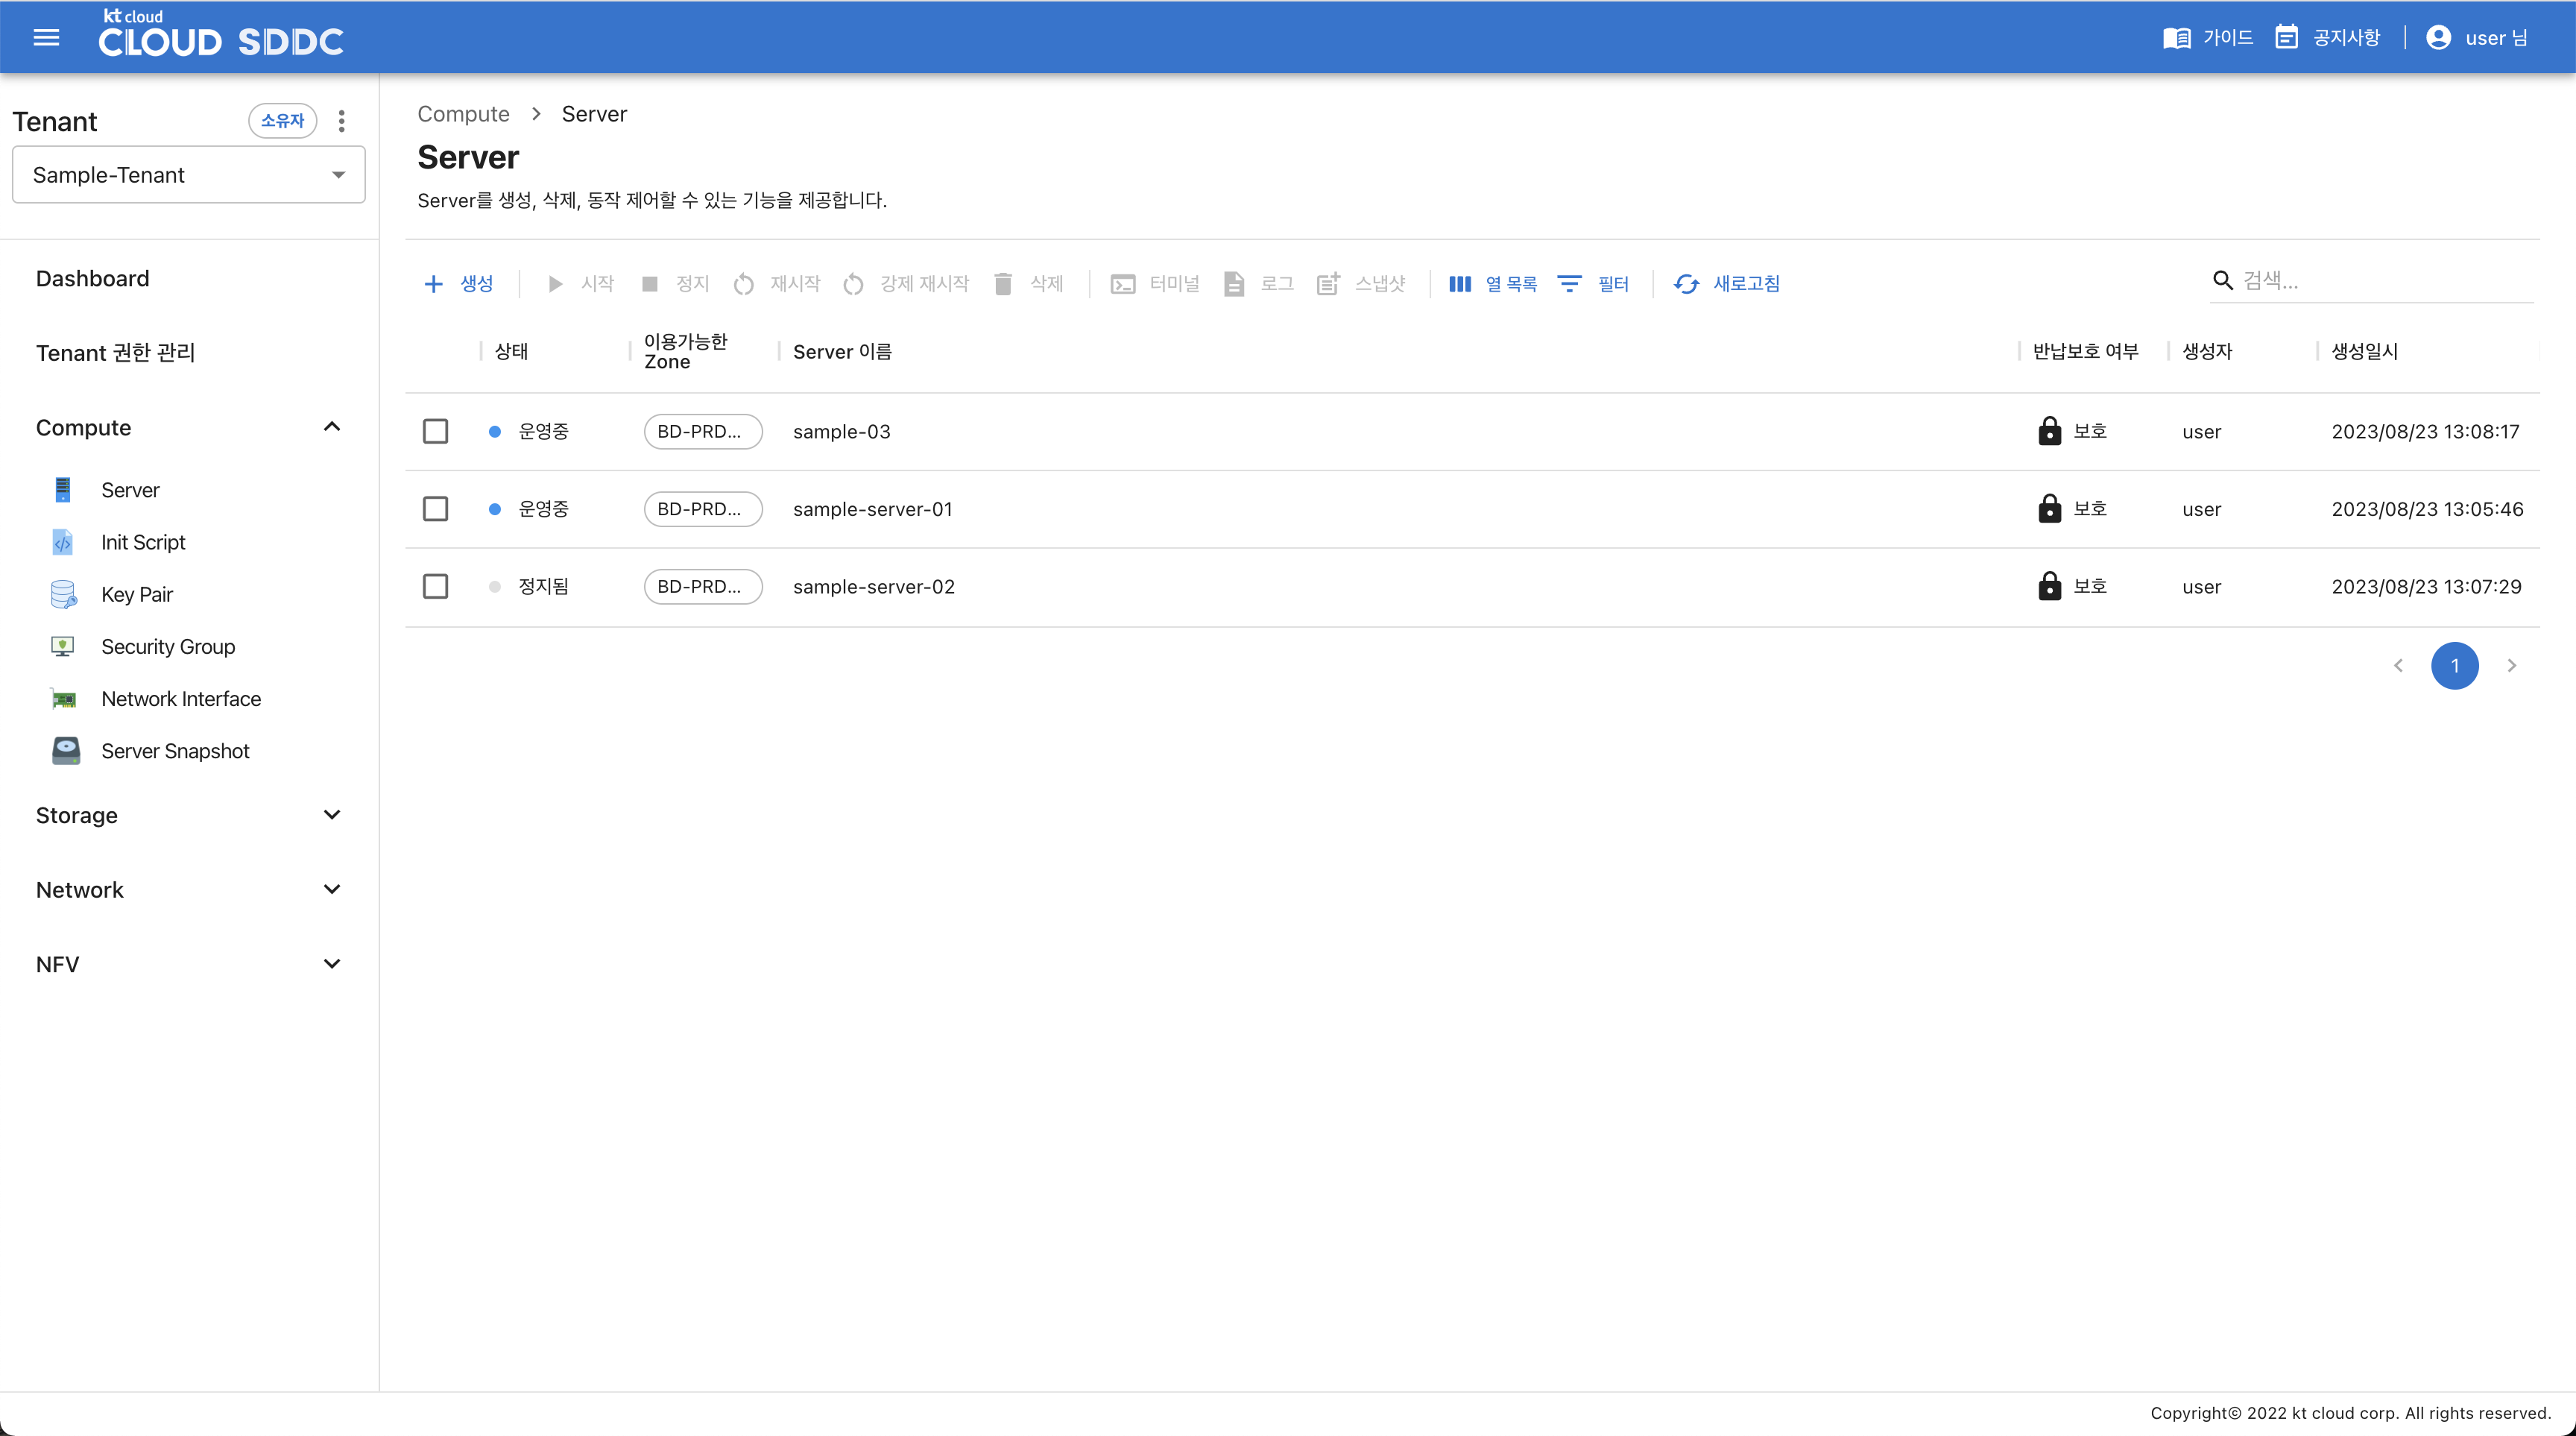 kt cloud
CLOUD SDDC
가이드 공지사항 user 님
Tenant 소유자
Sample-Tenant
Dashboard
Tenant 권한 관리
Compute
Server
Init Script
Key Pair
Security Group
Network Interface
Server Snapshot
Storage
Network
NFV
Compute > Server
Server
Server를 생성, 삭제, 동작 제어할 수 있는 기능을 제공합니다.
생성 시작 정지 재시작 강제 재시작 삭제 터미널 로그 스냅샷 열 목록 필터 새로고침 검색...
상태 이용가능한 Zone Server 이름 반납보호 여부 생성자 생성일시
운영중 BD-PRD... sample-03 보호 user 2023/08/23 13:08:17
운영중 BD-PRD... sample-server-01 보호 user 2023/08/23 13:05:46
정지됨 BD-PRD... sample-server-02 보호 user 2023/08/23 13:07:29
1
Copyright© 2022 kt cloud corp. All rights reserved.